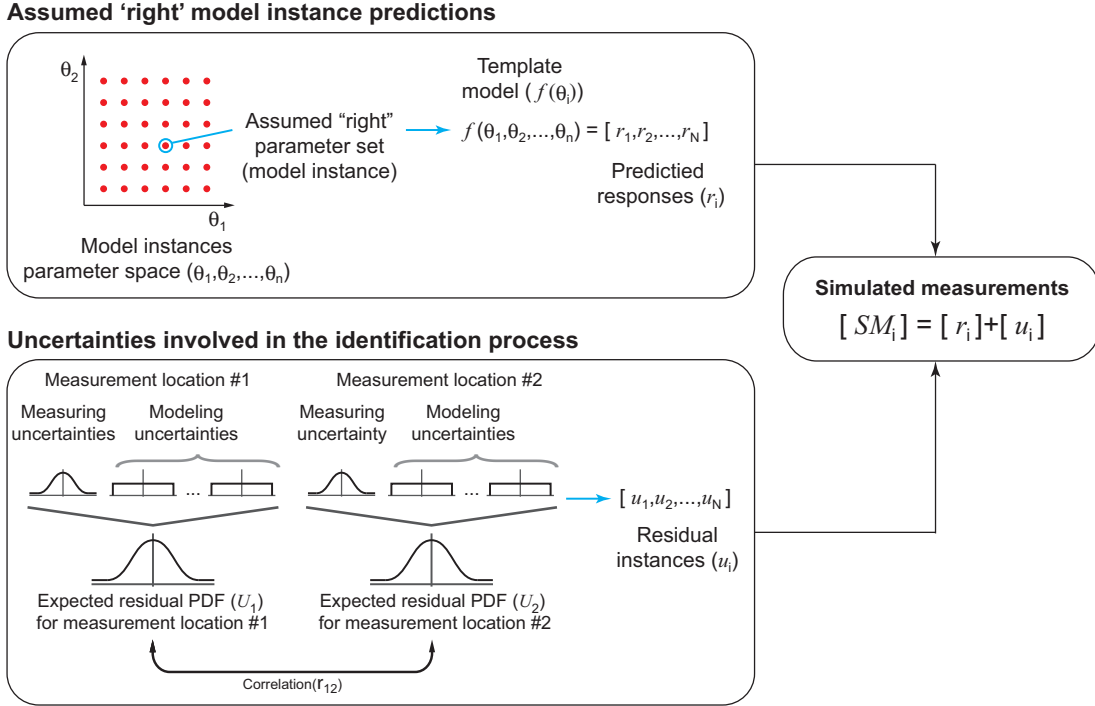 Assumed ‘right’ model instance predictions
θ2
θ1
Model instances
parameter space (θ1,θ2,...,θn)
Assumed “right”
parameter set
(model instance)
Template
model ( f(θi))
f(θ1,θ2,...,θn) = [ r1,r2,...,rN]
Predictied
responses (ri)
Simulated measurements
[ SMi] = [ ri]+[ ui]
Uncertainties involved in the identification process
Measurement location #1
Measuring
uncertainties
Modeling
uncertainties
...
Expected residual PDF (U1)
for measurement location #1
Measurement location #2
Measuring
uncertainty
Modeling
uncertainties
...
Expected residual PDF (U2)
for measurement location #2
Correlation(r12)
[ u1,u2,...,uN]
Residual
instances (ui)